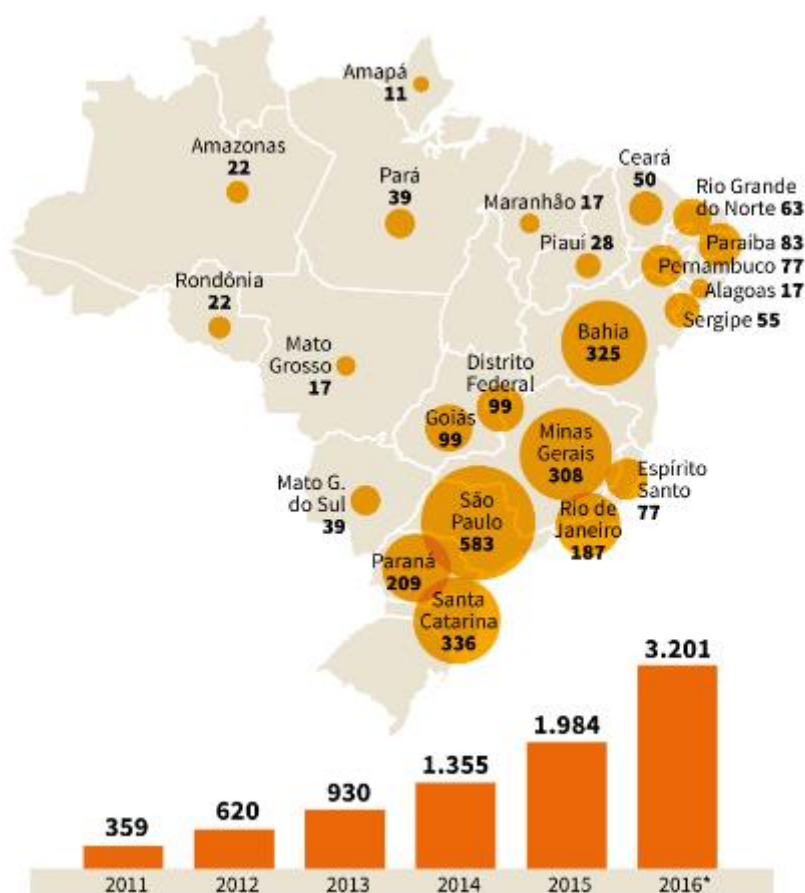 Amapá
11
Amazonas
22
Pará
39
Maranhão 17
Piauí 28
Ceará
50
Rio Grande
do Norte 63
Paraíba 83
Pernambuco 77
Alagoas 17
Sergipe 55
Rondônia
22
Mato
Grosso
17
Bahia
325
Distrito
Federal
99
Goiás
99
Minas
Gerais
308
Espírito
Santo
77
Mato G.
do Sul
39
São
Paulo
583
Rio de
Janeiro
187
Paraná
209
Santa
Catarina
336
359
620
930
1.355
1.984
3.201
2011
2012
2013
2014
2015
2016*